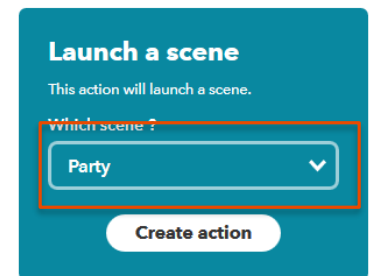 Launch a scene
This action will launch a scene.
Which scene ?
Party
Create action